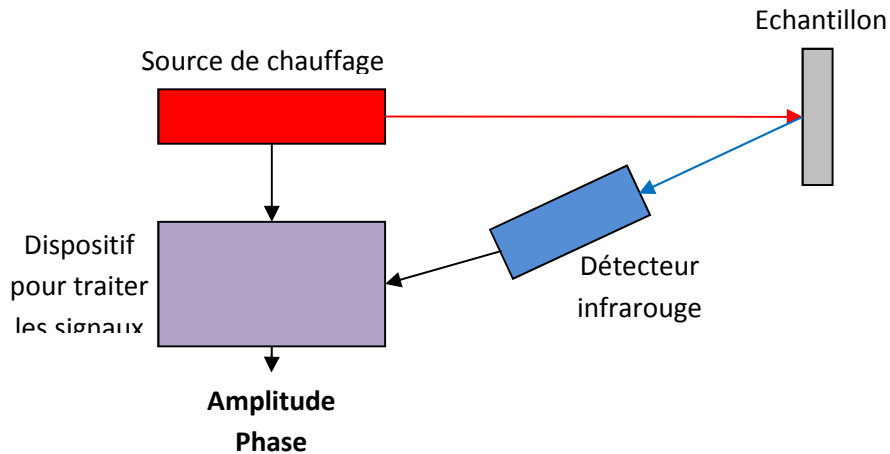 Echantillon
Source de chauffage
Dispositif
pour traiter
les signaux
Détecteur
infrarouge
Amplitude
Phase